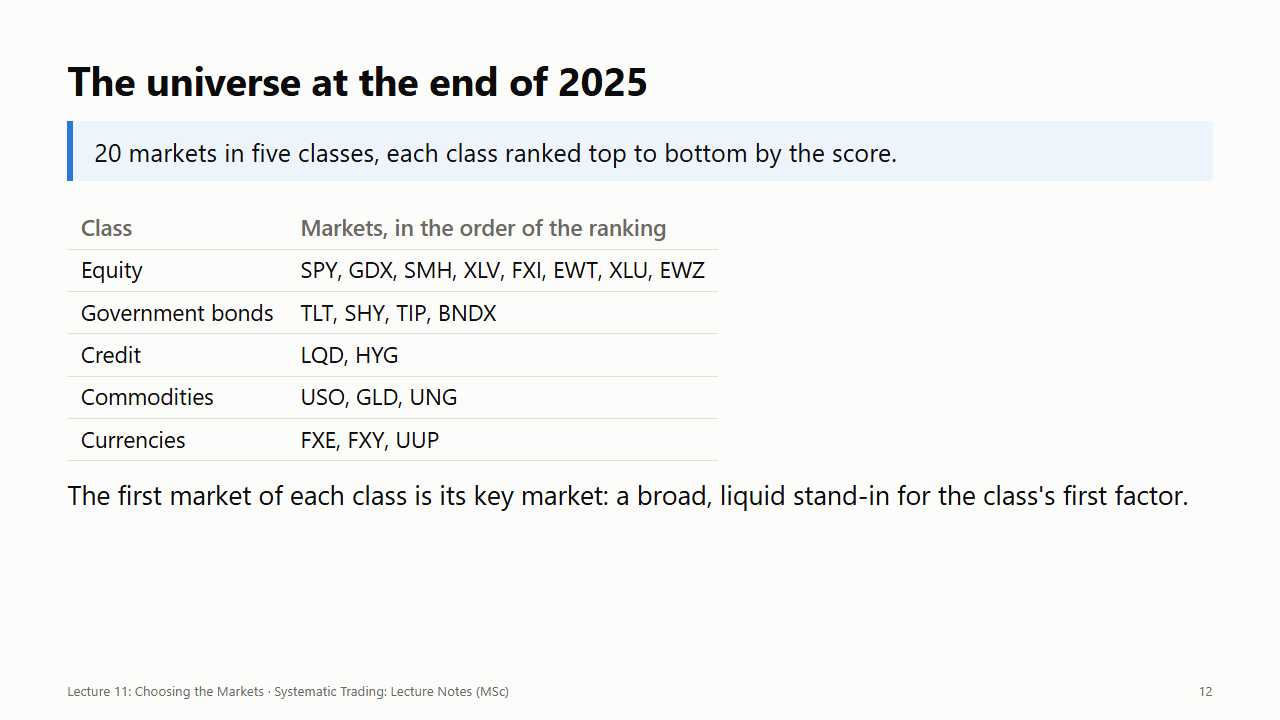 The universe at the end of 2025
20 markets in five classes, each class ranked top to bottom by the score.
Class Markets, in the order of the ranking
Equity SPY, GDX, SMH, XLV, FXI, EWT, XLU, EWZ
Government bonds TLT, SHY, TIP, BNDX
Credit LQD, HYG
Commodities USO, GLD, UNG
Currencies FXE, FXY, UUP
The first market of each class is its key market: a broad, liquid stand-in for the class's first factor.
Lecture 11: Choosing the Markets · Systematic Trading: Lecture Notes (MSc) 12